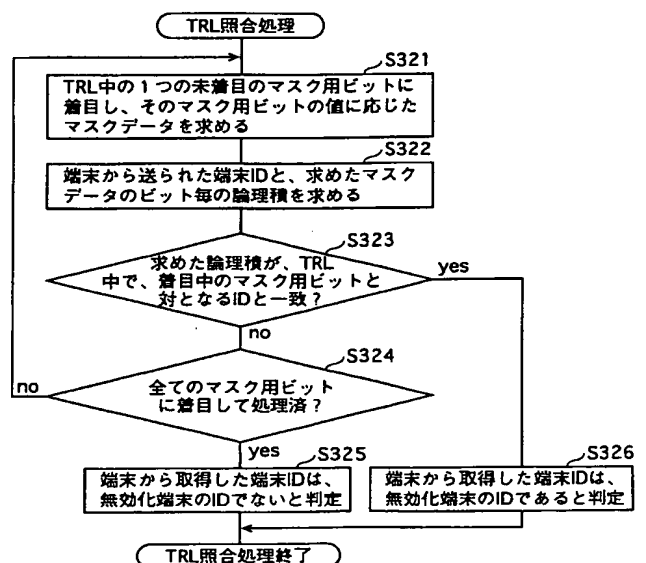 TRL照合処理
S321
TRL中の1つの未着目のマスク用ビットに
着目し、そのマスク用ビットの値に応じた
マスクデータを求める
S322
端末から送られた端末IDと、求めたマスク
データのビット毎の論理積を求める
S323
求めた論理積が、TRL
中で、着目中のマスク用ビットと
対となるIDと一致?
yes
no
S324
全てのマスク用ビット
に着目して処理済?
no
yes
S325
端末から取得した端末IDは、
無効化端末のIDでないと判定
S326
端末から取得した端末IDは、
無効化端末のIDであると判定
TRL照合処理終了